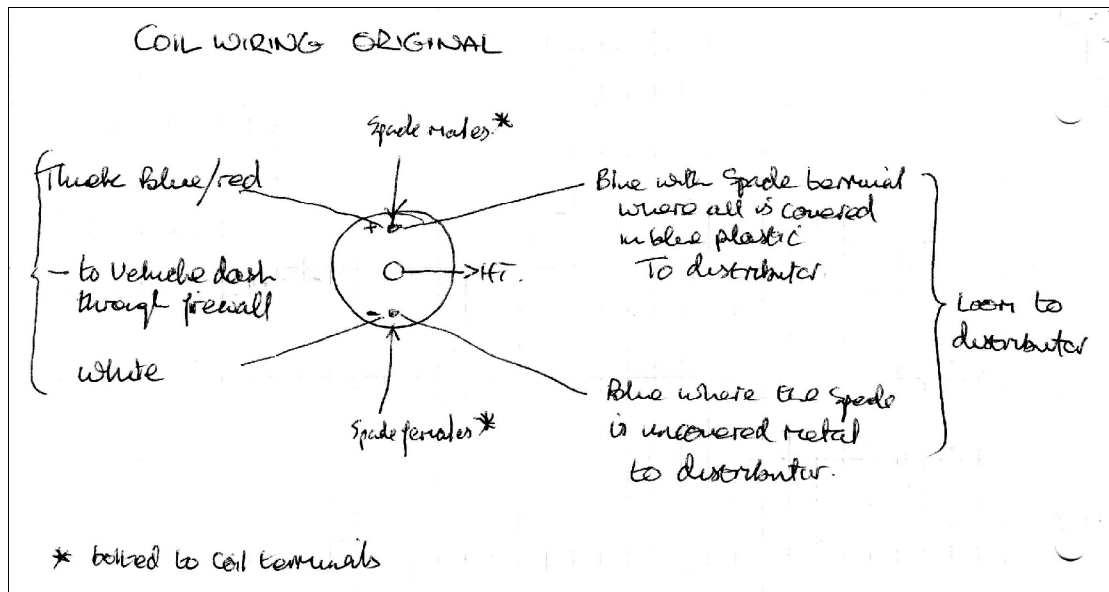 COIL WIRING ORIGINAL
Spade males *
Thick Blue/red
- to vehicle dash
through firewall
white
+
HT.
-
Spade females *
Blue with Spade terminal
where all is covered
in blue plastic
To distributor
Blue where the Spade
is uncovered metal
to distributor.
Loom to
distributor
* bolted to coil terminals